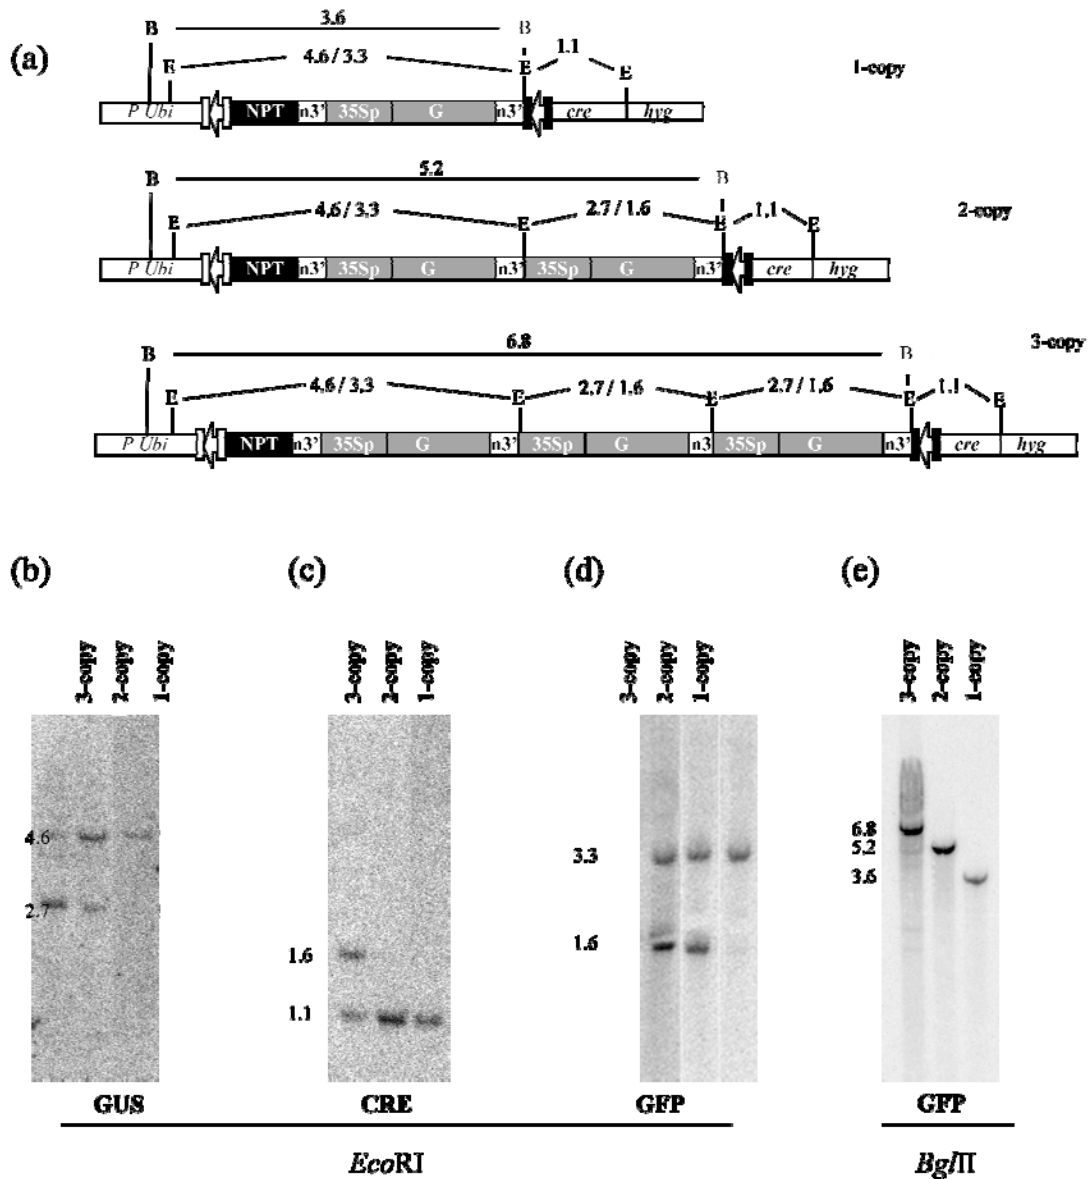 (a)
B 3.6 B
E 4.6 / 3.3 E 1.1 E
1-copy
P Ubi NPT n3' 35Sp G n3' cre hyg
B 5.2 B
E 4.6 / 3.3 E 2.7 / 1.6 E 1.1 E
2-copy
P Ubi NPT n3' 35Sp G n3' 35Sp G n3' cre hyg
B 6.8 B
3-copy
E 4.6 / 3.3 E 2.7 / 1.6 E 2.7 / 1.6 E 1.1 E
P Ubi NPT n3' 35Sp G n3' 35Sp G n3 35Sp G n3' cre hyg
(b)
3-copy
2-copy
1-copy
4.6
2.7
GUS
(c)
3-copy
2-copy
1-copy
1.6
1.1
CRE
(d)
3-copy
2-copy
1-copy
3.3
1.6
GFP
EcoRI
(e)
3-copy
2-copy
1-copy
6.8
5.2
3.6
GFP
BglII